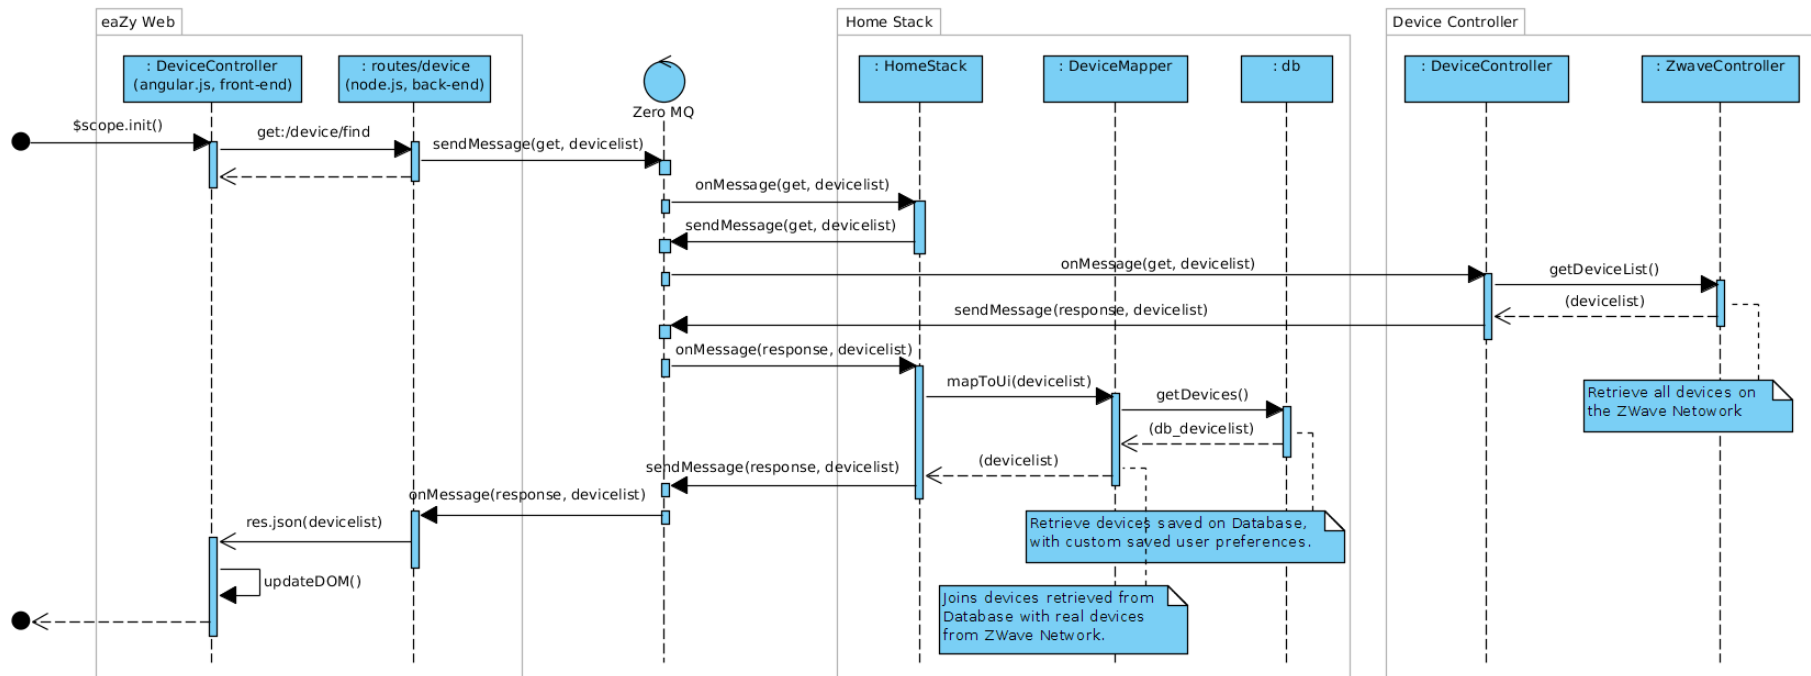 eaZy Web
Home Stack
Device Controller
: DeviceController
(angular.js, front-end)
: routes/device
(node.js, back-end)
Zero MQ
: HomeStack
: DeviceMapper
: db
: DeviceController
: ZwaveController
$scope.init()
get:/device/find
sendMessage(get, devicelist)
onMessage(get, devicelist)
sendMessage(get, devicelist)
onMessage(get, devicelist)
getDeviceList()
(devicelist)
sendMessage(response, devicelist)
onMessage(response, devicelist)
mapToUi(devicelist)
getDevices()
(db_devicelist)
(devicelist)
Retrieve all devices on
the ZWave Netowork
sendMessage(response, devicelist)
onMessage(response, devicelist)
res.json(devicelist)
updateDOM()
Retrieve devices saved on Database,
with custom saved user preferences.
Joins devices retrieved from
Database with real devices
from ZWave Network.